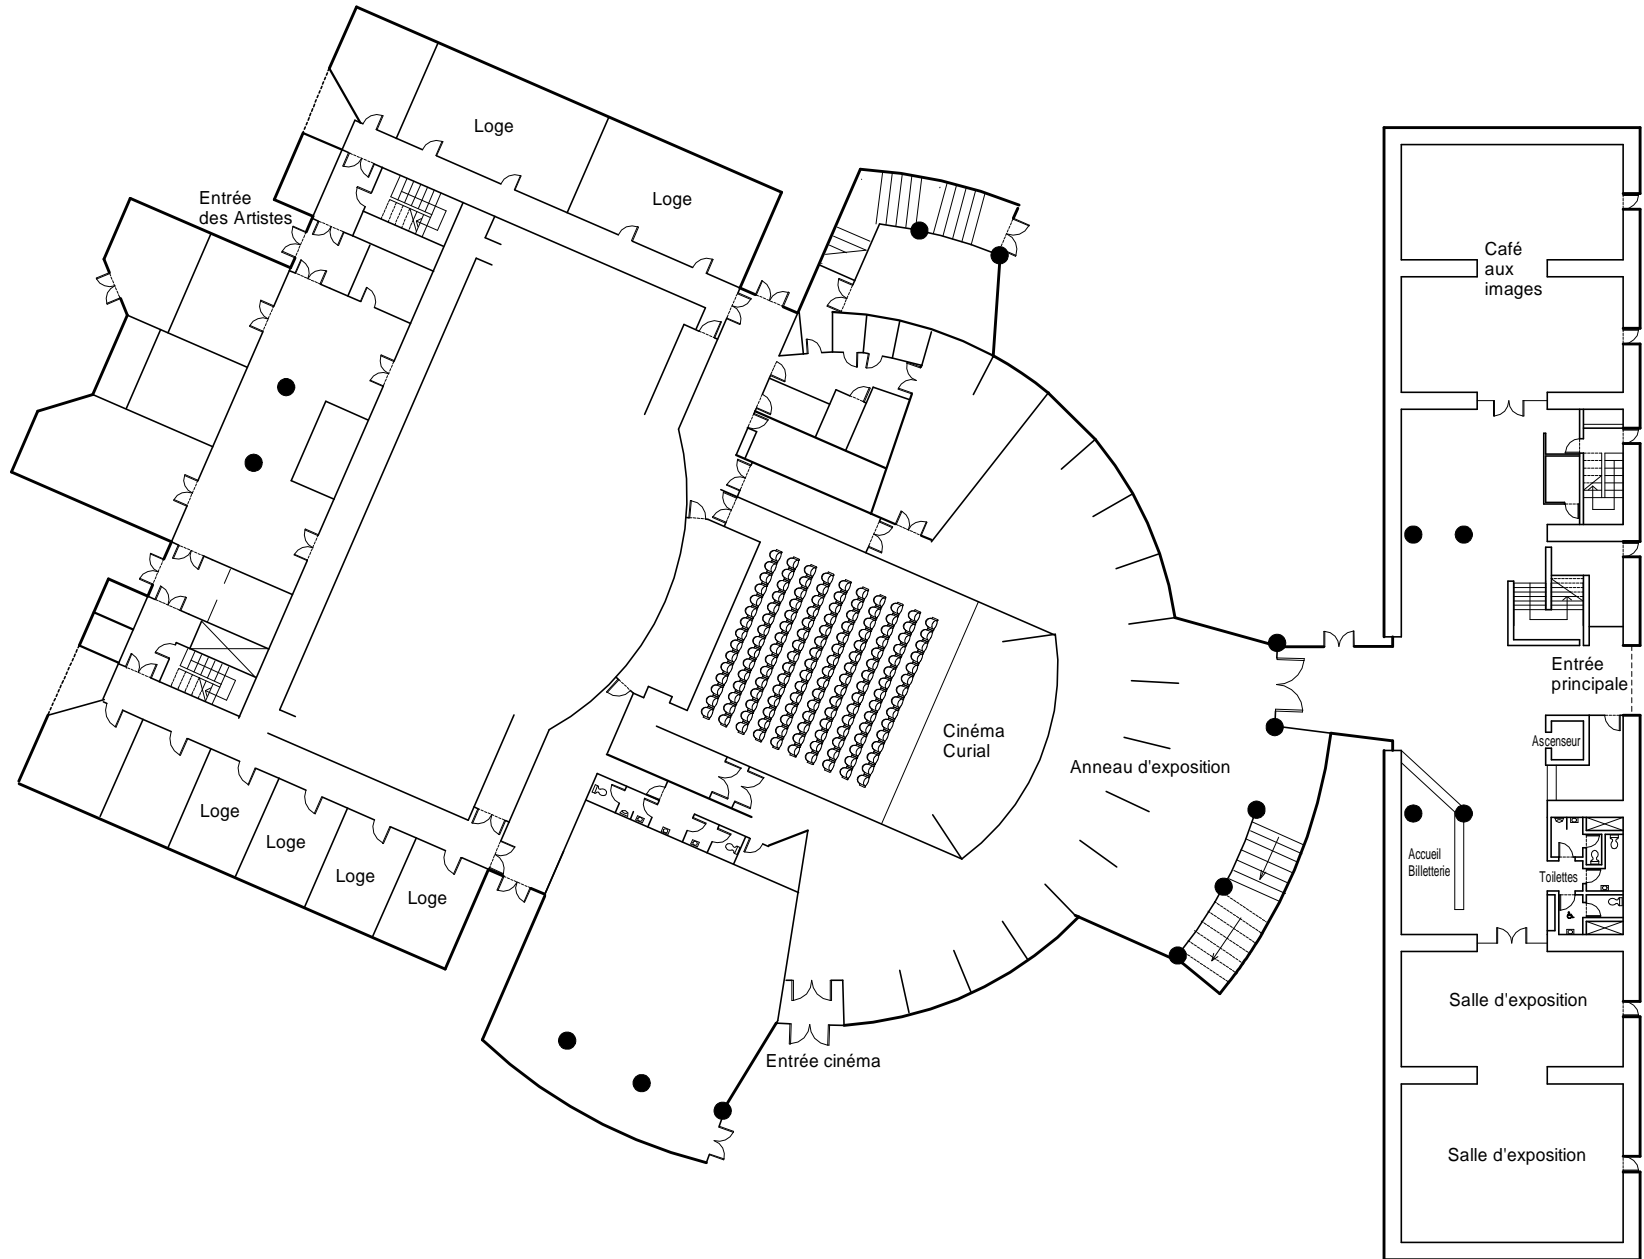 Loge
Loge
Entrée
des Artistes
Café
aux
images
Entrée
principale
Ascenseur
Cinéma
Curial
Anneau d'exposition
Loge
Loge
Loge
Loge
Accueil
Billetterie
Toilettes
Salle d'exposition
Entrée cinéma
Salle d'exposition